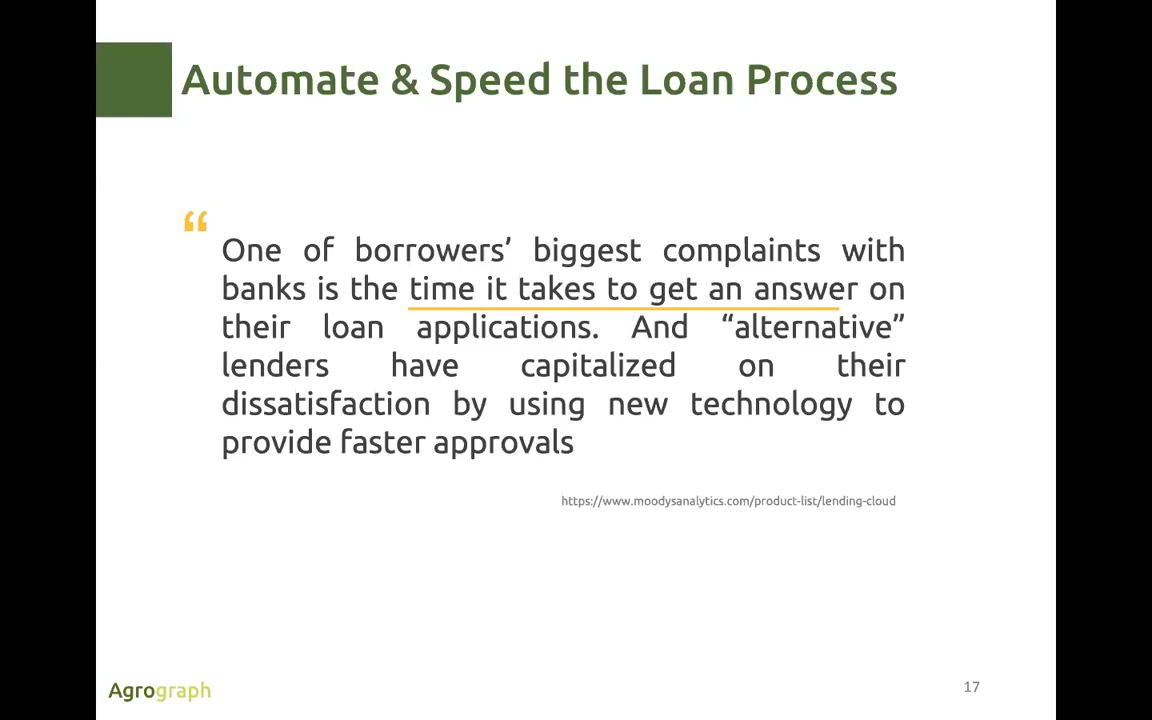 Automate & Speed the Loan Process
“
One of borrowers’ biggest complaints with
banks is the time it takes to get an answer on
their loan applications. And “alternative”
lenders have capitalized on their
dissatisfaction by using new technology to
provide faster approvals
https://www.moodysanalytics.com/product-list/lending-cloud
Agrograph
17